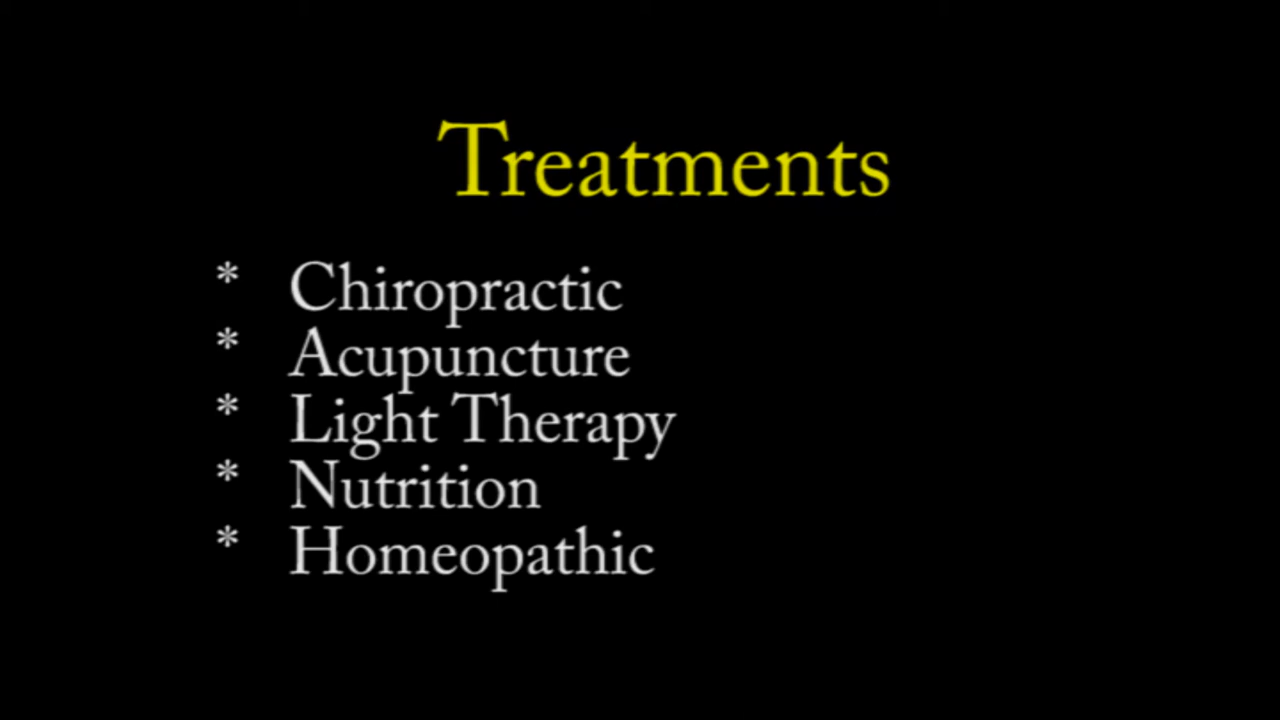 Treatments
* Chiropractic
* Acupuncture
* Light Therapy
* Nutrition
* Homeopathic